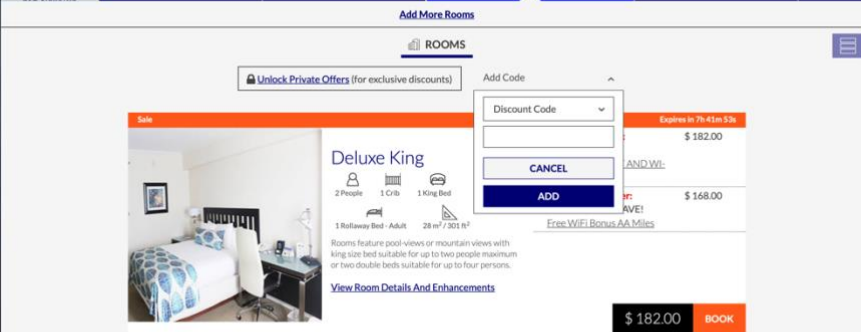 Add More Rooms
ROOMS
Unlock Private Offers (for exclusive discounts)
Add Code
Discount Code
CANCEL
ADD
Sale
Expires in 7h 41m 53s
Deluxe King
2 People
1 Crib
1 King Bed
1 Rollaway Bed - Adult
28 m² / 301 ft²
Rooms feature pool-views or mountain views with
king size bed suitable for up to two people maximum
or two double beds suitable for up to four persons.
View Room Details And Enhancements
$ 182.00
AND WI-
$ 168.00
AVE!
Free WiFi Bonus AA Miles
$ 182.00
BOOK